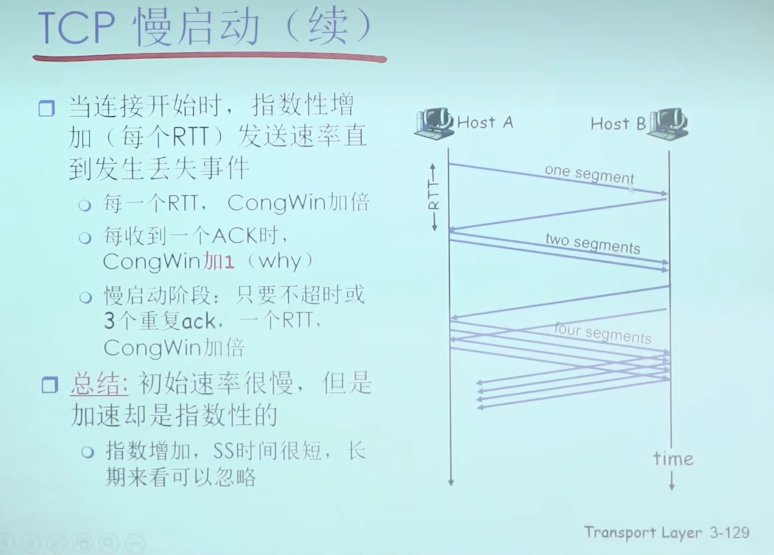 TCP 慢启动（续）
当连接开始时，指数性增
加（每个RTT）发送速率直
到发生丢失事件
每一个RTT， CongWin加倍
每收到一个ACK时，
CongWin加1（why）
慢启动阶段：只要不超时或
3个重复ack，一个RTT，
CongWin加倍
总结: 初始速率很慢，但是
加速却是指数性的
指数增加，SS时间很短，长
期来看可以忽略
Host A
Host B
RTT
one segment
two segments
four segments
time
Transport Layer 3-129